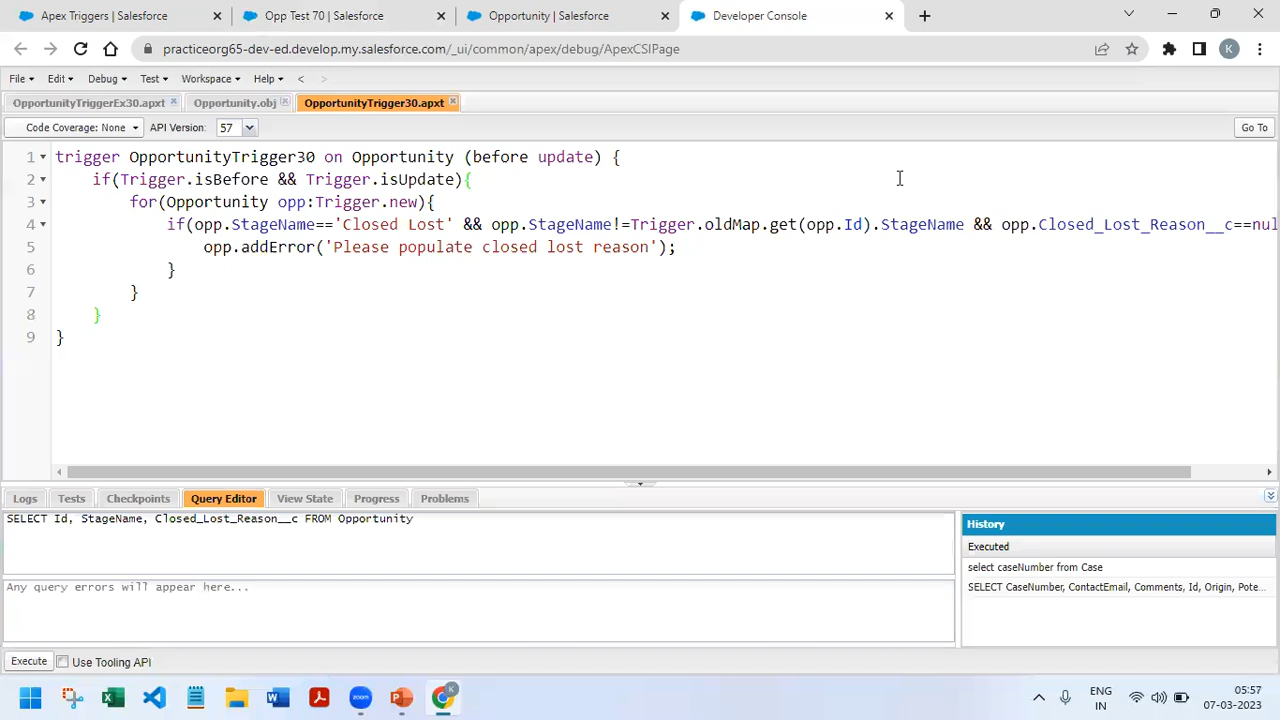 Apex Triggers | Salesforce
Opp Test 70 | Salesforce
Opportunity | Salesforce
Developer Console
practiceorg65-dev-ed.develop.my.salesforce.com/_ui/common/apex/debug/ApexCSIPage
K
File Edit Debug Test Workspace Help < >
OpportunityTriggerEx30.apxt Opportunity.obj OpportunityTrigger30.apxt
Code Coverage: None API Version: 57 Go To
1 trigger OpportunityTrigger30 on Opportunity (before update) {
2 if(Trigger.isBefore && Trigger.isUpdate){
3 for(Opportunity opp:Trigger.new){
4 if(opp.StageName=='Closed Lost' && opp.StageName!=Trigger.oldMap.get(opp.Id).StageName && opp.Closed_Lost_Reason__c==nul
5 opp.addError('Please populate closed lost reason');
6 }
7 }
8 }
9 }
Logs Tests Checkpoints Query Editor View State Progress Problems
SELECT Id, StageName, Closed_Lost_Reason__c FROM Opportunity
Any query errors will appear here...
History
Executed
select caseNumber from Case
SELECT CaseNumber, ContactEmail, Comments, Id, Origin, Pote...
Execute Use Tooling API
zoom
K
ENG
IN
05:57
07-03-2023